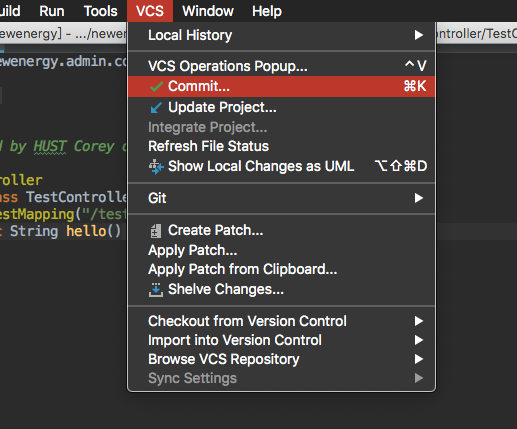 uild Run Tools VCS Window Help
ewenergy] - .../newene
ontroller/TestC
Local History
ewenergy.admin.co
VCS Operations Popup... ⌃V
Commit... ⌘K
Update Project...
Integrate Project...
d by HUST Corey o
Refresh File Status
Show Local Changes as UML ⌥⇧⌘D
roller
ass TestControlle
Git
estMapping("/test
t String hello()
Create Patch...
Apply Patch...
Apply Patch from Clipboard...
Shelve Changes...
Checkout from Version Control
Import into Version Control
Browse VCS Repository
Sync Settings